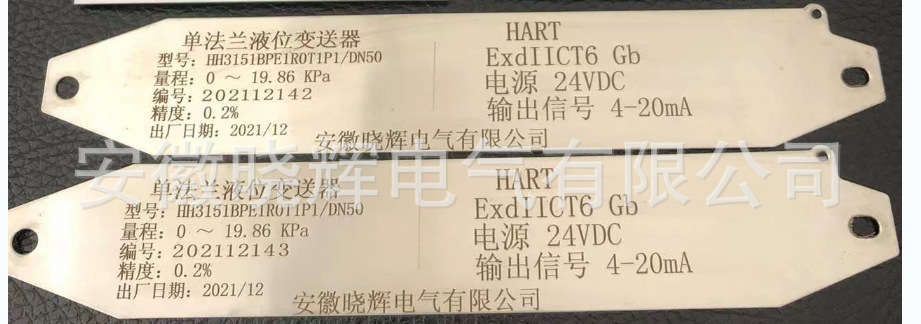 单法兰液位变送器
型号: HH3151BPE1R0T1P1/DN50
量程: 0 ～ 19.86 KPa
编号: 202112142
精度: 0.2%
出厂日期: 2021/12
HART
ExdIICT6 Gb
电源 24VDC
输出信号 4-20mA
安徽晓辉电气有限公司
安徽晓辉电气有限公司
单法兰液位变送器
型号: HH3151BPE1R0T1P1/DN50
量程: 0 ～ 19.86 KPa
编号: 202112143
精度: 0.2%
出厂日期: 2021/12
HART
ExdIICT6 Gb
电源 24VDC
输出信号 4-20mA
安徽晓辉电气有限公司